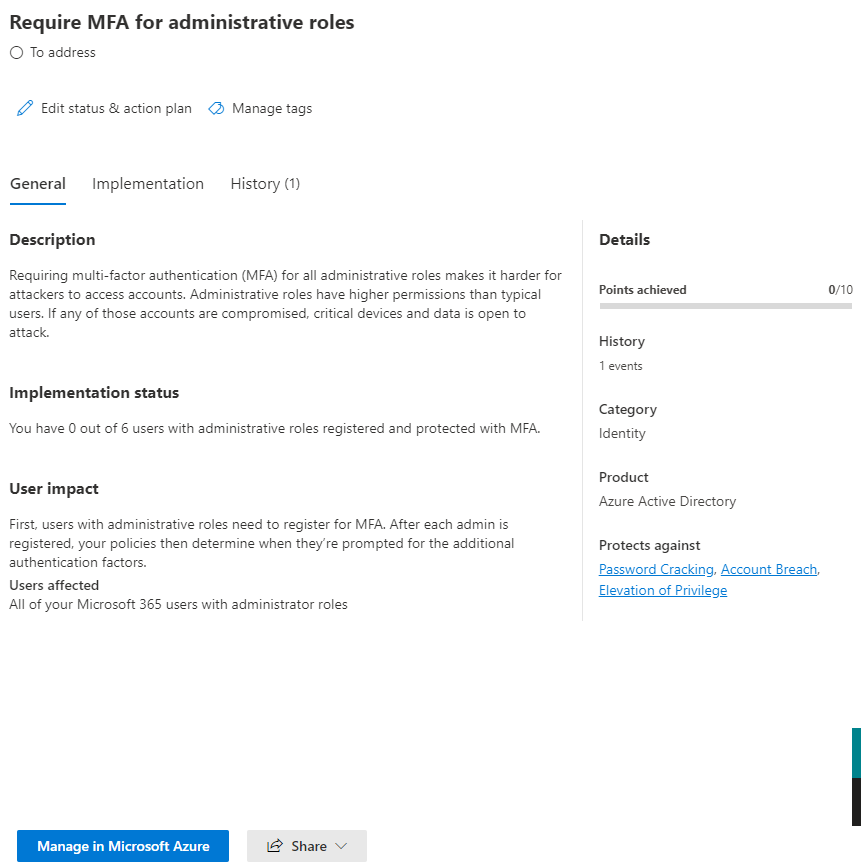 Require MFA for administrative roles
To address
Edit status & action plan Manage tags
General Implementation History (1)
Description
Requiring multi-factor authentication (MFA) for all administrative roles makes it harder for
attackers to access accounts. Administrative roles have higher permissions than typical
users. If any of those accounts are compromised, critical devices and data is open to
attack.
Implementation status
You have 0 out of 6 users with administrative roles registered and protected with MFA.
User impact
First, users with administrative roles need to register for MFA. After each admin is
registered, your policies then determine when they’re prompted for the additional
authentication factors.
Users affected
All of your Microsoft 365 users with administrator roles
Details
Points achieved 0/10
History
1 events
Category
Identity
Product
Azure Active Directory
Protects against
Password Cracking, Account Breach,
Elevation of Privilege
Manage in Microsoft Azure Share